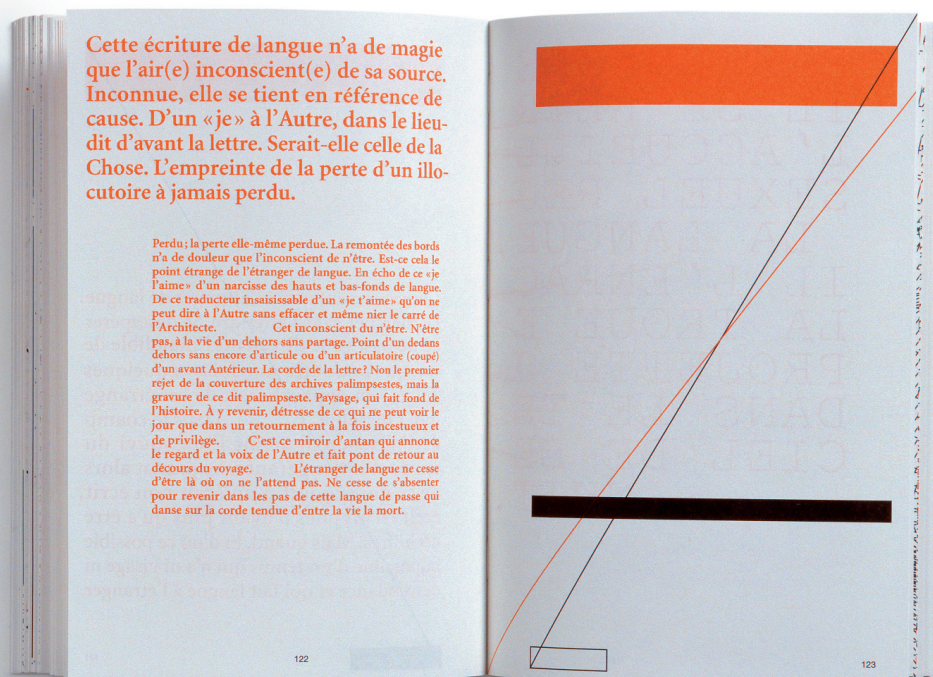 Cette écriture de langue n’a de magie
que l’air(e) inconscient(e) de sa source.
Inconnue, elle se tient en référence de
cause. D’un «je» à l’Autre, dans le lieu-
dit d’avant la lettre. Serait-elle celle de la
Chose. L’empreinte de la perte d’un illo-
cutoire à jamais perdu.
Perdu; la perte elle-même perdue. La remontée des bords
n’a de douleur que l’inconscient de n’être. Est-ce cela le
point étrange de l’étranger de langue. En écho de ce «je
l’aime» d’un narcisse des hauts et bas-fonds de langue.
De ce traducteur insaisissable d’un «je t’aime» qu’on ne
peut dire à l’Autre sans effacer et même nier le carré de
l’Architecte. Cet inconscient du n’être. N’être
pas, à la vie d’un dehors sans partage. Point d’un dedans
dehors sans encore d’articule ou d’un articulatoire (coupé)
d’un avant Antérieur. La corde de la lettre? Non le premier
rejet de la couverture des archives palimpsestes, mais la
gravure de ce dit palimpseste. Paysage, qui fait fond de
l’histoire. À y revenir, détresse de ce qui ne peut voir le
jour que dans un retournement à la fois incestueux et
de privilège. C’est ce miroir d’antan qui annonce
le regard et la voix de l’Autre et fait pont de retour au
décours du voyage. L’étranger de langue ne cesse
d’être là où on ne l’attend pas. Ne cesse de s’absenter
pour revenir dans les pas de cette langue de passe qui
danse sur la corde tendue d’entre la vie la mort.
122
123